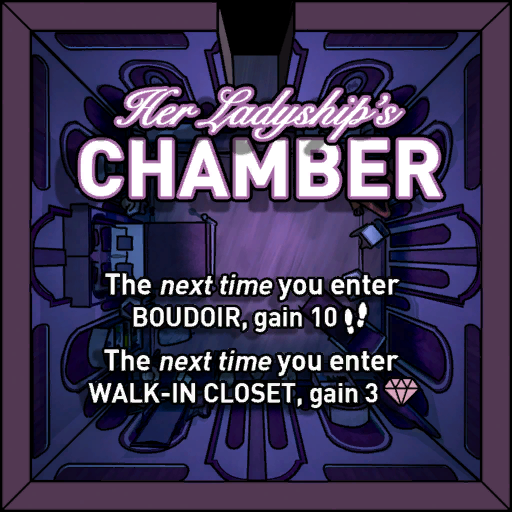 Her Ladyship's
CHAMBER
The next time you enter
BOUDOIR, gain 10
The next time you enter
WALK-IN CLOSET, gain 3